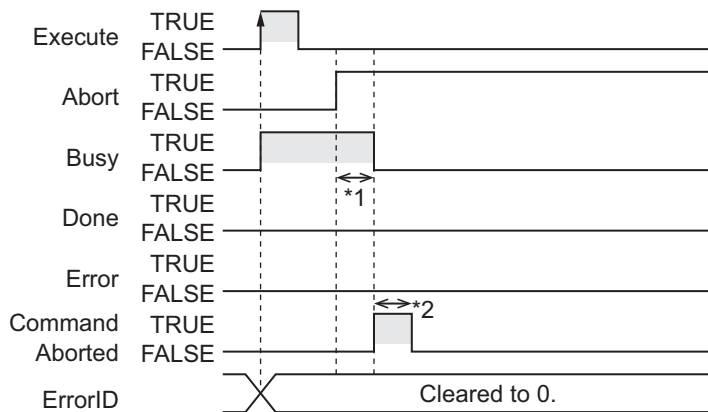 Execute TRUE
FALSE
Abort TRUE
FALSE
Busy TRUE
FALSE
*1
Done TRUE
FALSE
Error TRUE
FALSE
*2
Command TRUE
Aborted FALSE
ErrorID Cleared to 0.